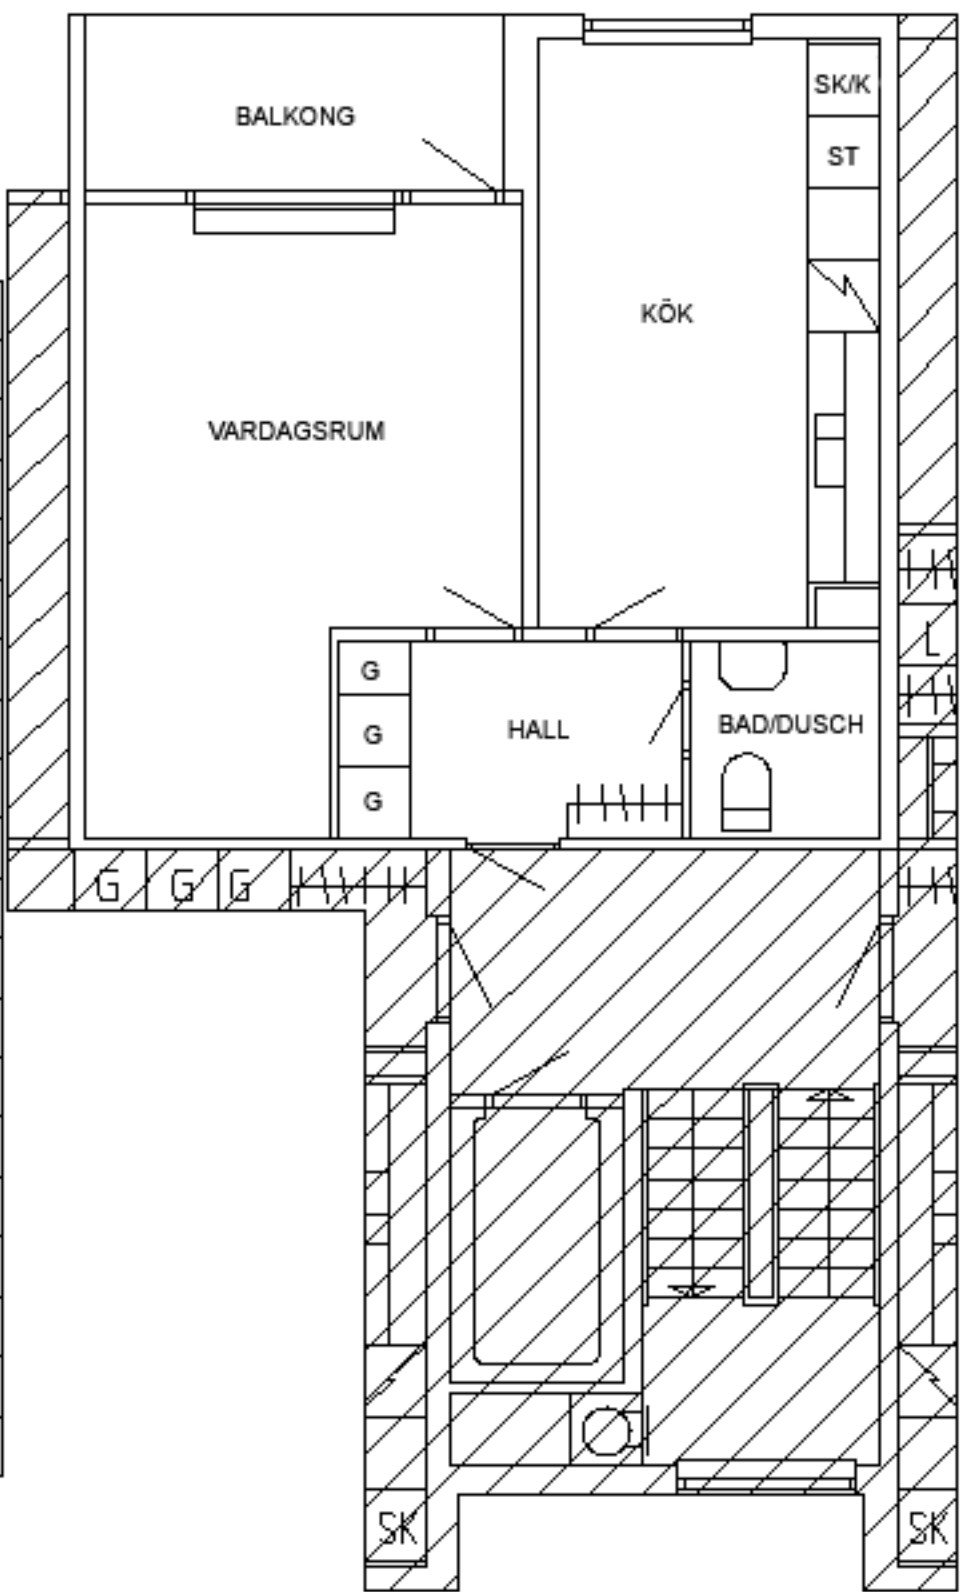 BALKONG
SK/K
ST
KÖK
VARDAGSRUM
L
G
HALL
BAD/DUSCH
G
G
G
G
G
SK
SK